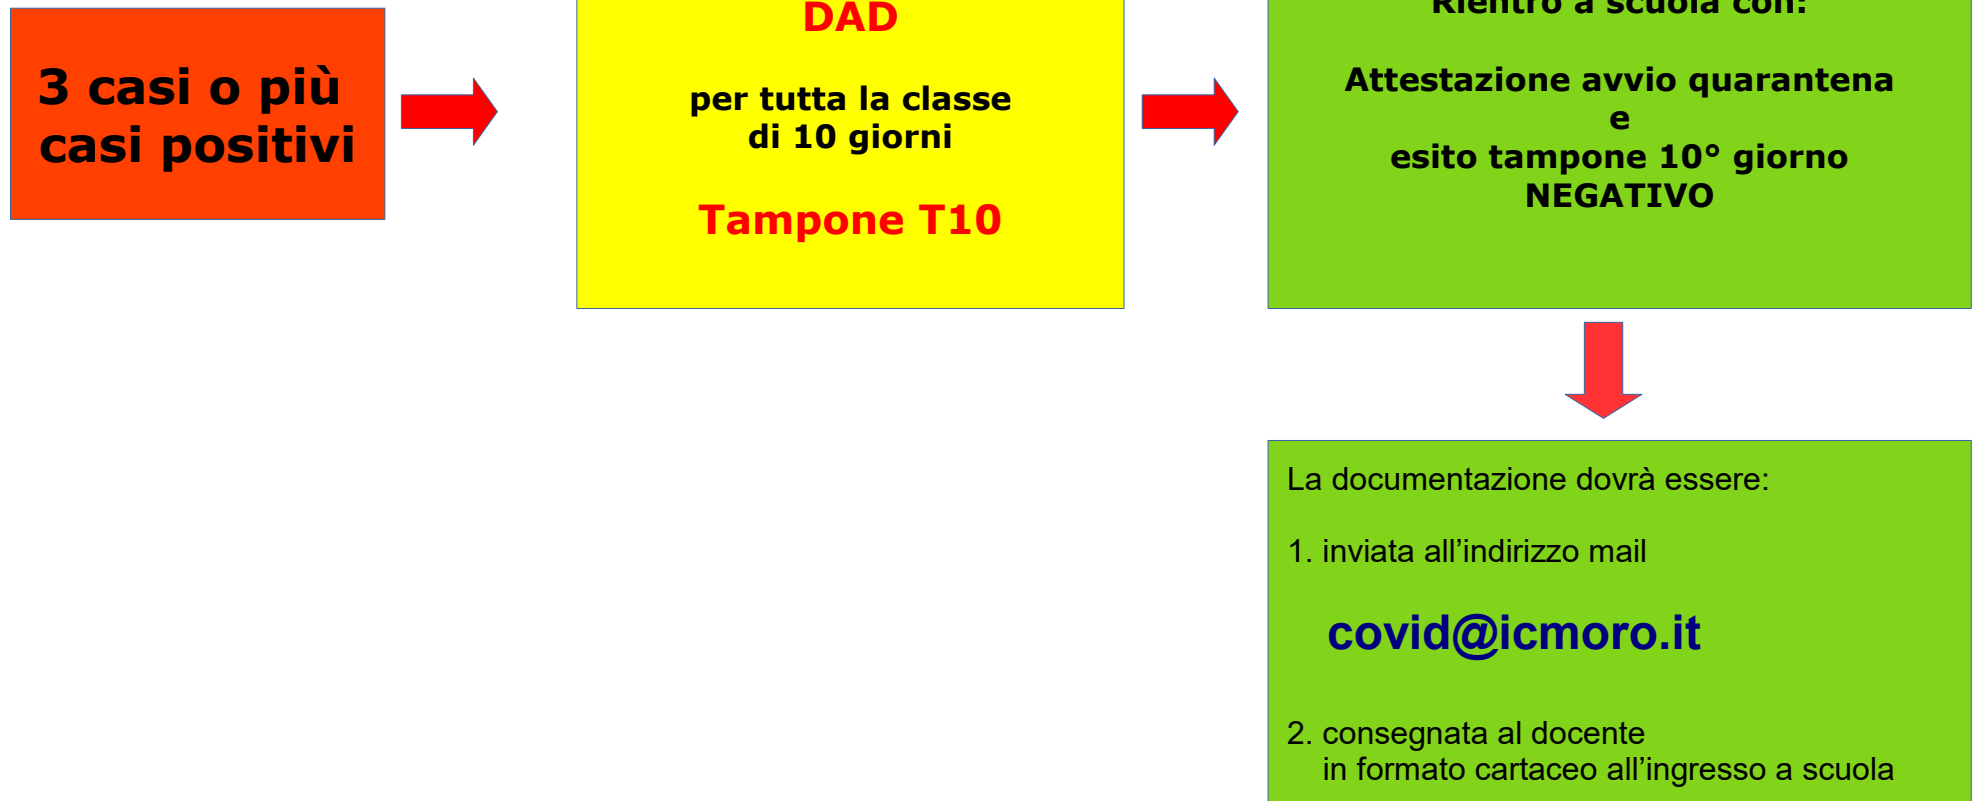 3 casi o più
casi positivi
DAD
per tutta la classe
di 10 giorni
Tampone T10
Rientro a scuola con:
Attestazione avvio quarantena
e
esito tampone 10° giorno
NEGATIVO
La documentazione dovrà essere:
1. inviata all’indirizzo mail
covid@icmoro.it
2. consegnata al docente
in formato cartaceo all’ingresso a scuola